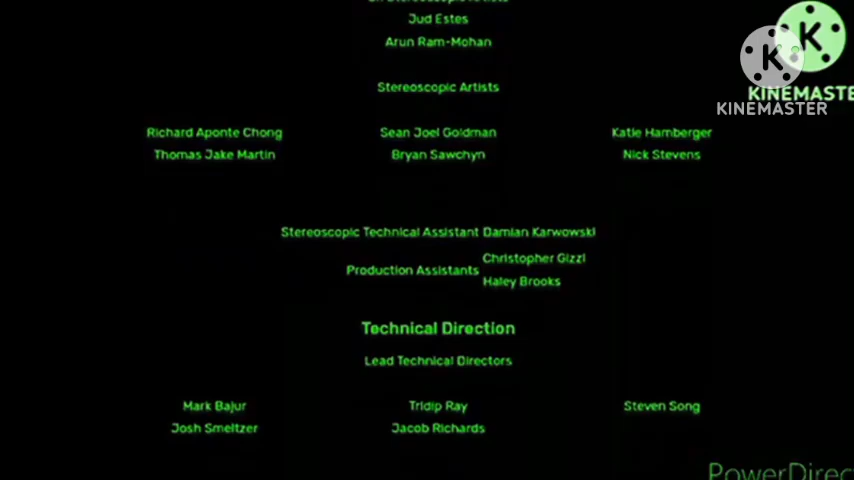 Jud Estes
Arun Ram-Mohan
Stereoscopic Artists
Richard Aponte Chong Sean Joel Goldman Katie Hamberger
Thomas Jake Martin Bryan Sawchyn Nick Stevens
Stereoscopic Technical Assistant Damian Karwowski
Production Assistants Christopher Gizzi
Haley Brooks
Technical Direction
Lead Technical Directors
Mark Bajur Tridip Ray Steven Song
Josh Smeltzer Jacob Richards
K
KINEMASTE
K
KINEMASTER
PowerDirec